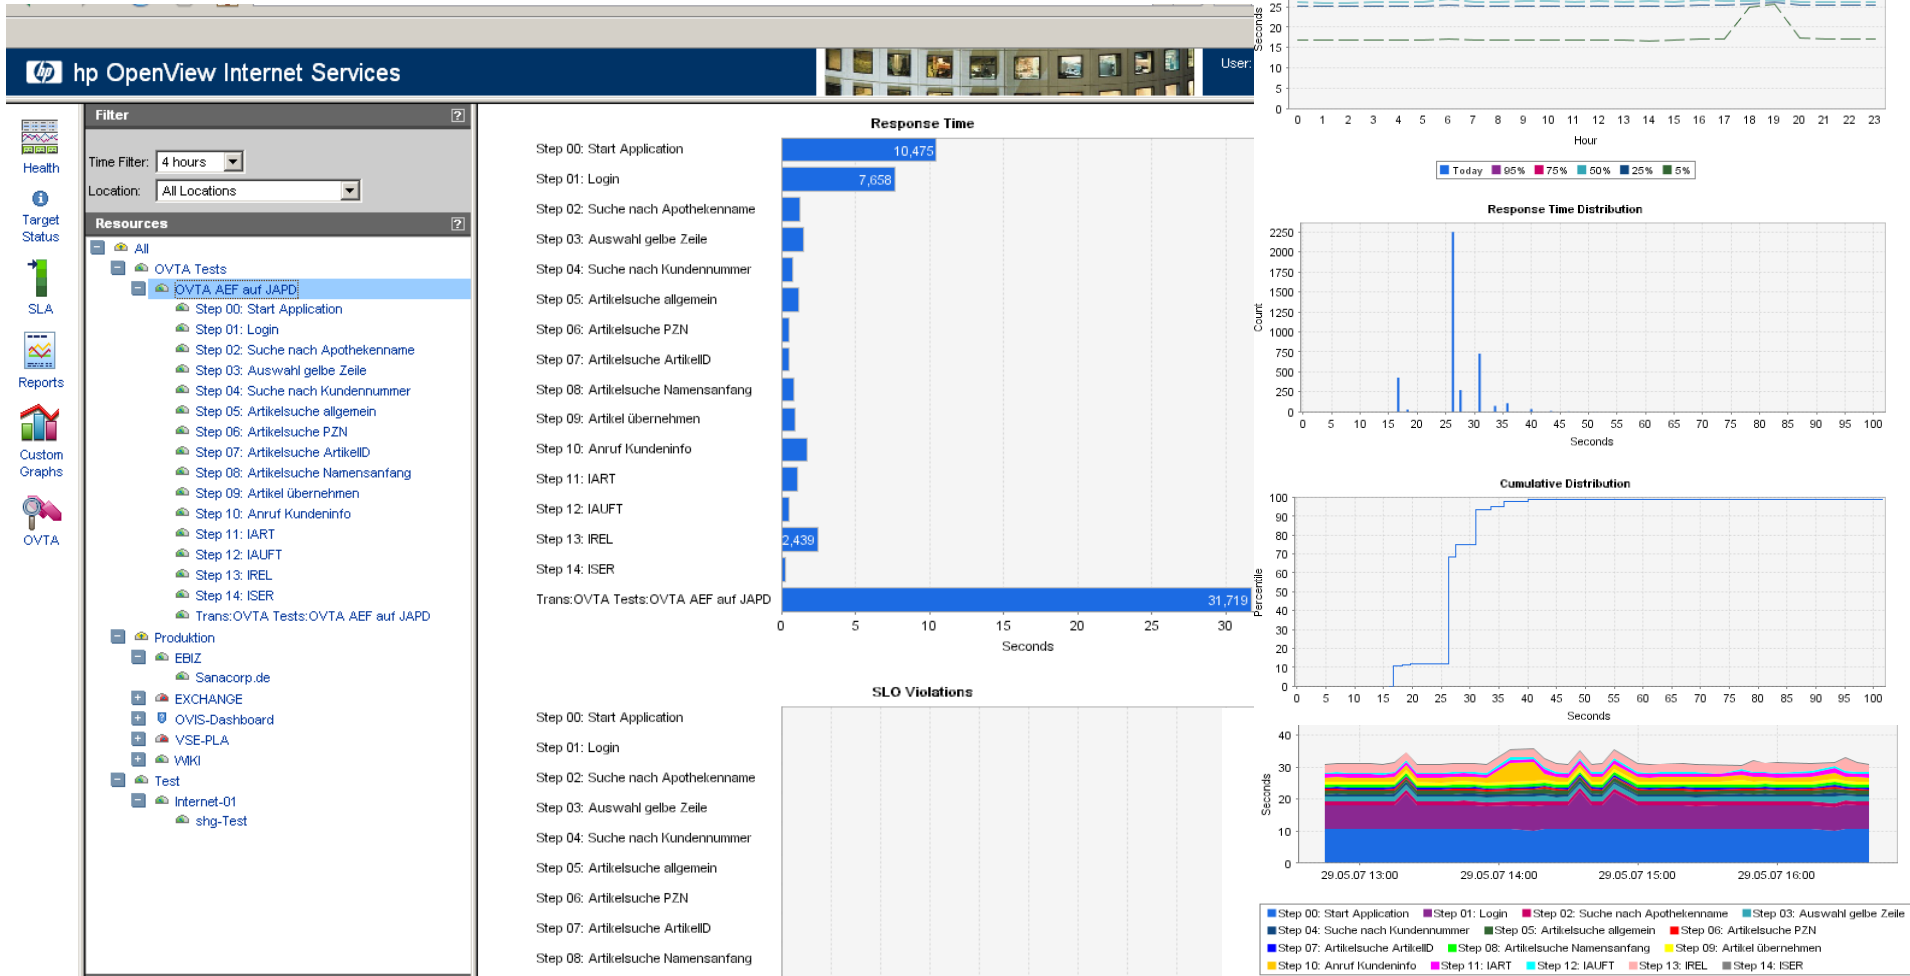 hp OpenView Internet Services
User:
Health
Target
Status
SLA
Reports
Custom
Graphs
OVTA
Filter ?
Time Filter: 4 hours
Location: All Locations
Resources ?
All
OVTA Tests
OVTA AEF auf JAPD
Step 00: Start Application
Step 01: Login
Step 02: Suche nach Apothekenname
Step 03: Auswahl gelbe Zeile
Step 04: Suche nach Kundennummer
Step 05: Artikelsuche allgemein
Step 06: Artikelsuche PZN
Step 07: Artikelsuche ArtikelID
Step 08: Artikelsuche Namensanfang
Step 09: Artikel übernehmen
Step 10: Anruf Kundeninfo
Step 11: IART
Step 12: IAUFT
Step 13: IREL
Step 14: ISER
Trans:OVTA Tests:OVTA AEF auf JAPD
Produktion
EBIZ
Sanacorp.de
EXCHANGE
OVIS-Dashboard
VSE-PLA
WIKI
Test
Internet-01
shg-Test
Response Time
Step 00: Start Application 10,475
Step 01: Login 7,658
Step 02: Suche nach Apothekenname
Step 03: Auswahl gelbe Zeile
Step 04: Suche nach Kundennummer
Step 05: Artikelsuche allgemein
Step 06: Artikelsuche PZN
Step 07: Artikelsuche ArtikelID
Step 08: Artikelsuche Namensanfang
Step 09: Artikel übernehmen
Step 10: Anruf Kundeninfo
Step 11: IART
Step 12: IAUFT
Step 13: IREL 2,439
Step 14: ISER
Trans:OVTA Tests:OVTA AEF auf JAPD 31,719
0 5 10 15 20 25 30
Seconds
SLO Violations
Step 00: Start Application
Step 01: Login
Step 02: Suche nach Apothekenname
Step 03: Auswahl gelbe Zeile
Step 04: Suche nach Kundennummer
Step 05: Artikelsuche allgemein
Step 06: Artikelsuche PZN
Step 07: Artikelsuche ArtikelID
Step 08: Artikelsuche Namensanfang
Seconds
25
20
15
10
5
0
0 1 2 3 4 5 6 7 8 9 10 11 12 13 14 15 16 17 18 19 20 21 22 23
Hour
Today 95% 75% 50% 25% 5%
Response Time Distribution
Count
2250
2000
1750
1500
1250
1000
750
500
250
0
0 5 10 15 20 25 30 35 40 45 50 55 60 65 70 75 80 85 90 95 100
Seconds
Cumulative Distribution
Percentile
100
90
80
70
60
50
40
30
20
10
0
0 5 10 15 20 25 30 35 40 45 50 55 60 65 70 75 80 85 90 95 100
Seconds
Seconds
40
30
20
10
0
29.05.07 13:00 29.05.07 14:00 29.05.07 15:00 29.05.07 16:00
Step 00: Start Application Step 01: Login Step 02: Suche nach Apothekenname Step 03: Auswahl gelbe Zeile
Step 04: Suche nach Kundennummer Step 05: Artikelsuche allgemein Step 06: Artikelsuche PZN
Step 07: Artikelsuche ArtikelID Step 08: Artikelsuche Namensanfang Step 09: Artikel übernehmen
Step 10: Anruf Kundeninfo Step 11: IART Step 12: IAUFT Step 13: IREL Step 14: ISER